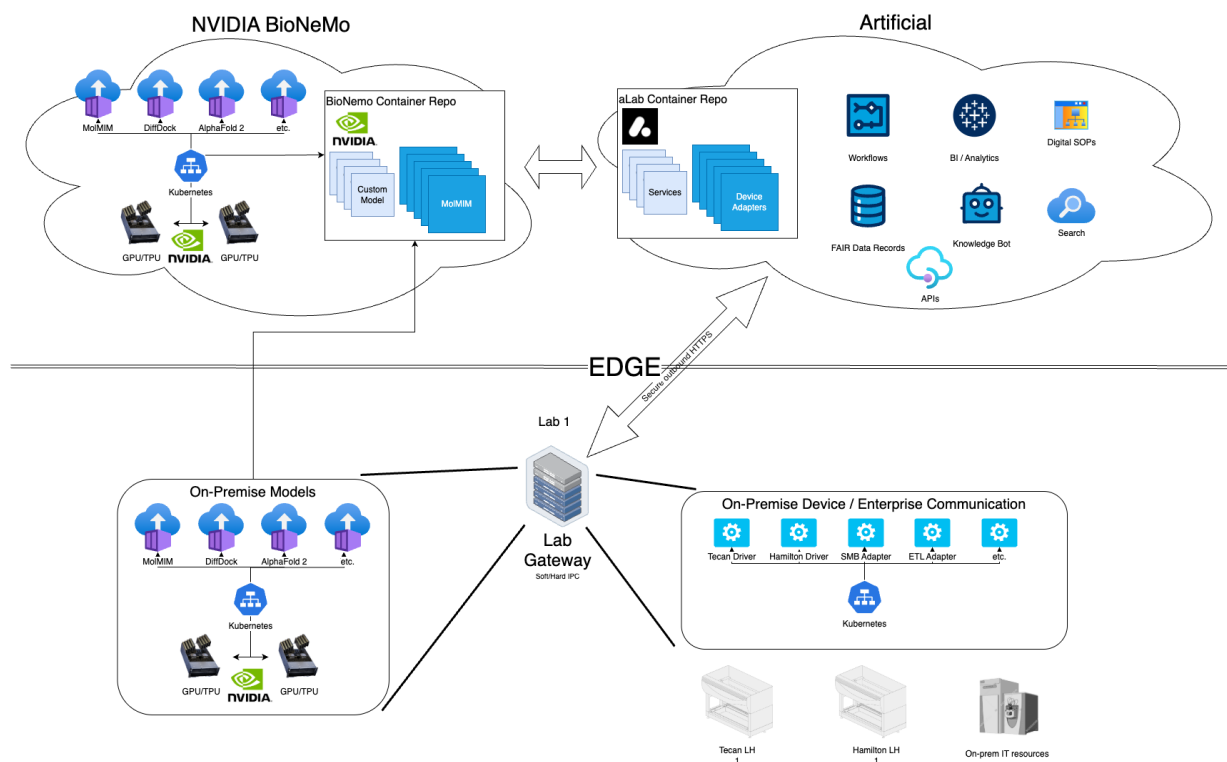 NVIDIA BioNeMo
Artificial
MolMIM
DiffDock
AlphaFold 2
etc.
Kubernetes
GPU/TPU
NVIDIA.
GPU/TPU
BioNemo Container Repo
NVIDIA.
Custom
Model
MolMIM
aLab Container Repo
Services
Device
Adapters
Workflows
BI / Analytics
Digital SOPs
FAIR Data Records
Knowledge Bot
Search
APIs
EDGE
Secure outbound HTTPS
Lab 1
Lab
Gateway
Soft/Hard IPC
On-Premise Models
MolMIM
DiffDock
AlphaFold 2
etc.
Kubernetes
GPU/TPU
NVIDIA.
GPU/TPU
On-Premise Device / Enterprise Communication
Tecan Driver
Hamilton Driver
SMB Adapter
ETL Adapter
etc.
Kubernetes
Tecan LH
1
Hamilton LH
1
On-prem IT resources